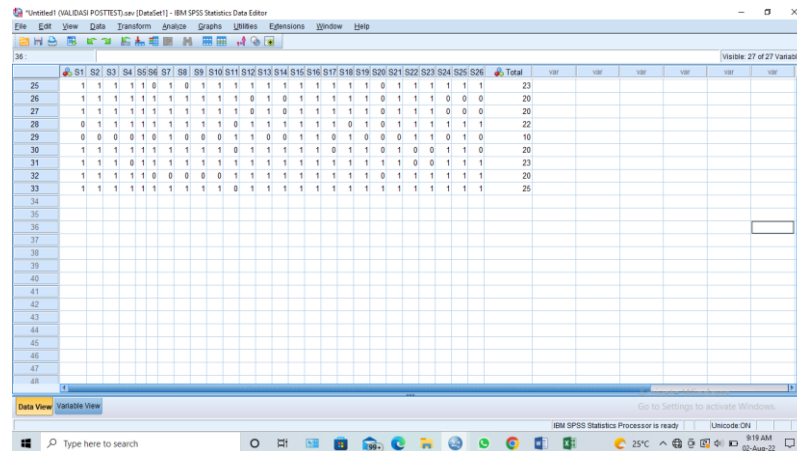 *Untitled1 (VALIDASI POSTTEST).sav [DataSet1] - IBM SPSS Statistics Data Editor
File Edit View Data Transform Analyze Graphs Utilities Extensions Window Help
36 : Visible: 27 of 27 Variabl
S1 S2 S3 S4 S5 S6 S7 S8 S9 S10 S11 S12 S13 S14 S15 S16 S17 S18 S19 S20 S21 S22 S23 S24 S25 S26 Total var var var var var var
25 1 1 1 1 1 0 1 0 1 1 1 1 1 1 1 1 1 1 1 0 1 1 1 1 1 1 23
26 1 1 1 1 1 1 1 1 1 1 1 0 1 0 1 1 1 1 1 0 1 1 1 0 0 0 20
27 1 1 1 1 1 1 1 1 1 1 1 0 1 0 1 1 1 1 1 0 1 1 1 0 0 0 20
28 0 1 1 1 1 1 1 1 1 1 0 1 1 1 1 1 1 0 1 0 1 1 1 1 1 1 22
29 0 0 0 0 1 1 0 0 0 1 1 0 0 1 1 0 1 0 0 1 1 0 1 0 10
30 1 1 1 1 1 1 1 1 1 1 0 1 1 1 1 1 0 1 1 0 1 0 0 1 1 0 20
31 1 1 1 0 1 1 1 1 1 1 1 1 1 1 1 1 1 1 1 1 1 0 0 1 1 1 23
32 1 1 1 1 1 0 0 0 0 0 1 1 1 1 1 1 1 1 1 0 1 1 1 1 1 1 20
33 1 1 1 1 1 1 1 1 1 1 0 1 1 1 1 1 1 1 1 1 1 1 1 1 1 1 25
34
35
36
37
38
39
40
41
42
43
44
45
46
47
48
Data View Variable View
Go to Settings to activate Windows.
IBM SPSS Statistics Processor is ready Unicode:ON
Type here to search 99+ 25°C 9:19 AM
02-Aug-22